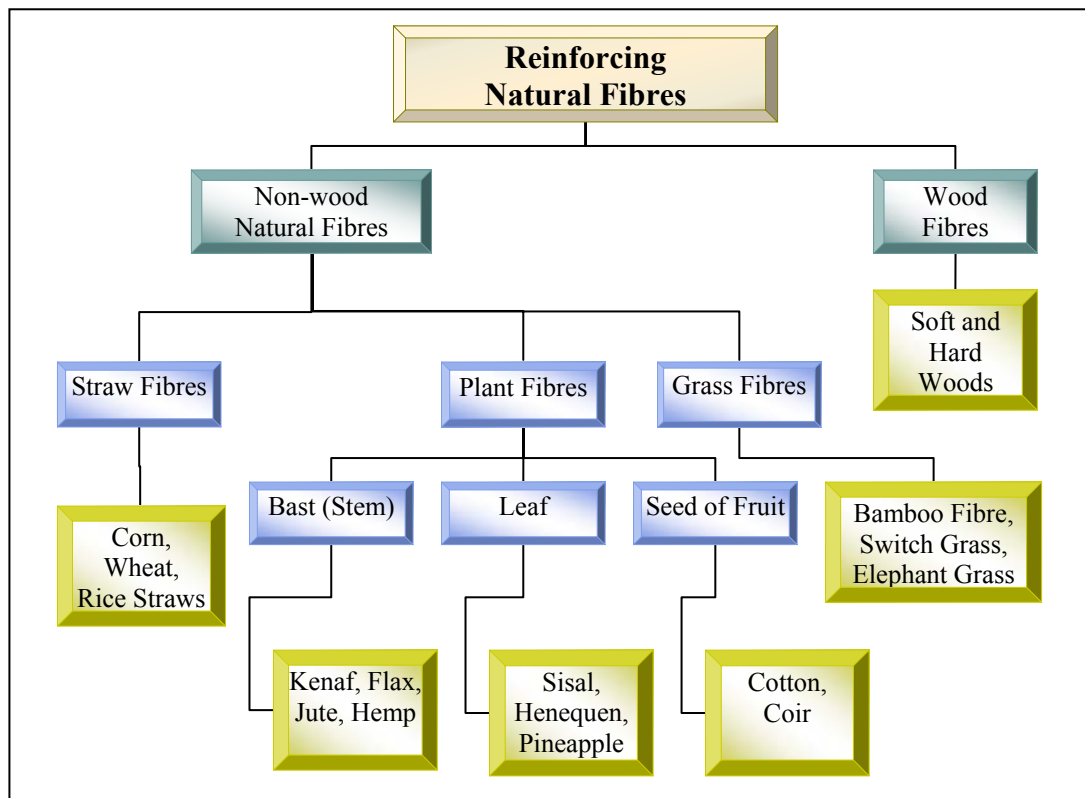 Reinforcing
Natural Fibres
Non-wood
Natural Fibres
Wood
Fibres
Soft and
Hard
Woods
Straw Fibres
Plant Fibres
Grass Fibres
Bast (Stem)
Leaf
Seed of Fruit
Bamboo Fibre,
Switch Grass,
Elephant Grass
Corn,
Wheat,
Rice Straws
Kenaf, Flax,
Jute, Hemp
Sisal,
Henequen,
Pineapple
Cotton,
Coir